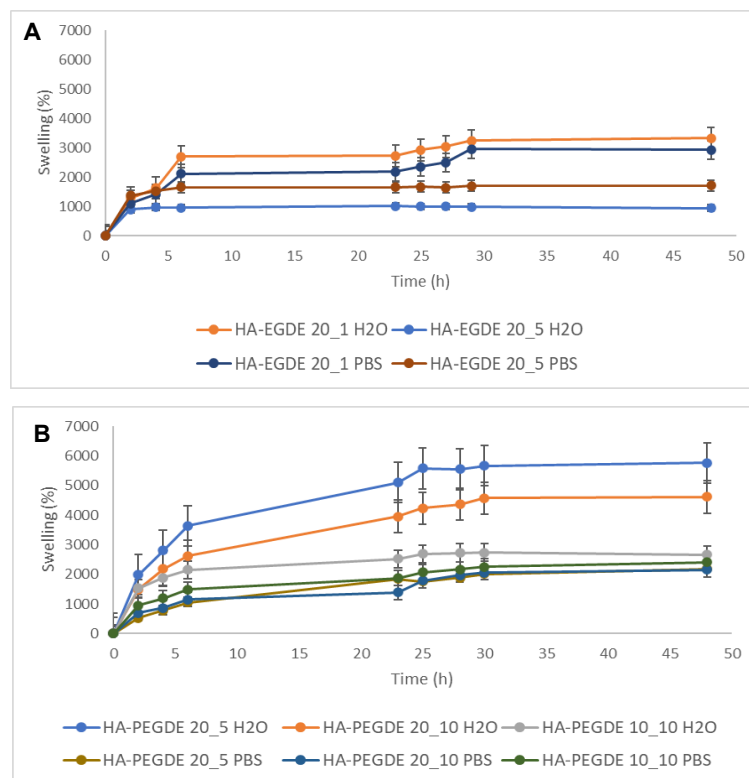 A
7000
6000
5000
4000
3000
2000
1000
0
Swelling (%)
0 5 10 15 20 25 30 35 40 45 50
Time (h)
HA-EGDE 20_1 H2O HA-EGDE 20_5 H2O
HA-EGDE 20_1 PBS HA-EGDE 20_5 PBS
B
7000
6000
5000
4000
3000
2000
1000
0
Swelling (%)
0 5 10 15 20 25 30 35 40 45 50
Time (h)
HA-PEGDE 20_5 H2O HA-PEGDE 20_10 H2O HA-PEGDE 10_10 H2O
HA-PEGDE 20_5 PBS HA-PEGDE 20_10 PBS HA-PEGDE 10_10 PBS